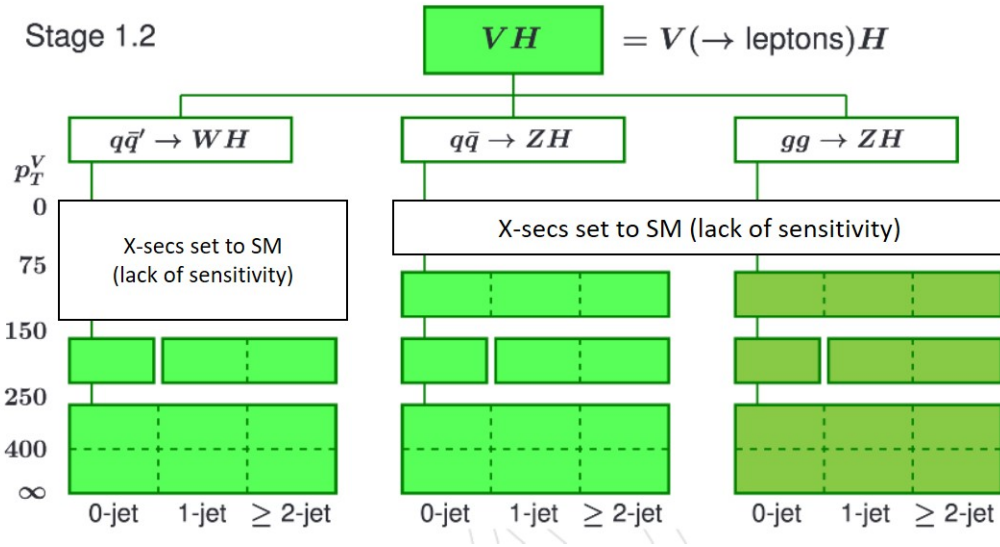 Stage 1.2
VH = V(→ leptons)H
qq̄′ → WH
qq̄ → ZH
gg → ZH
p_T^V
0
X-secs set to SM
(lack of sensitivity)
X-secs set to SM (lack of sensitivity)
75
150
250
400
∞
0-jet 1-jet ≥ 2-jet 0-jet 1-jet ≥ 2-jet 0-jet 1-jet ≥ 2-jet